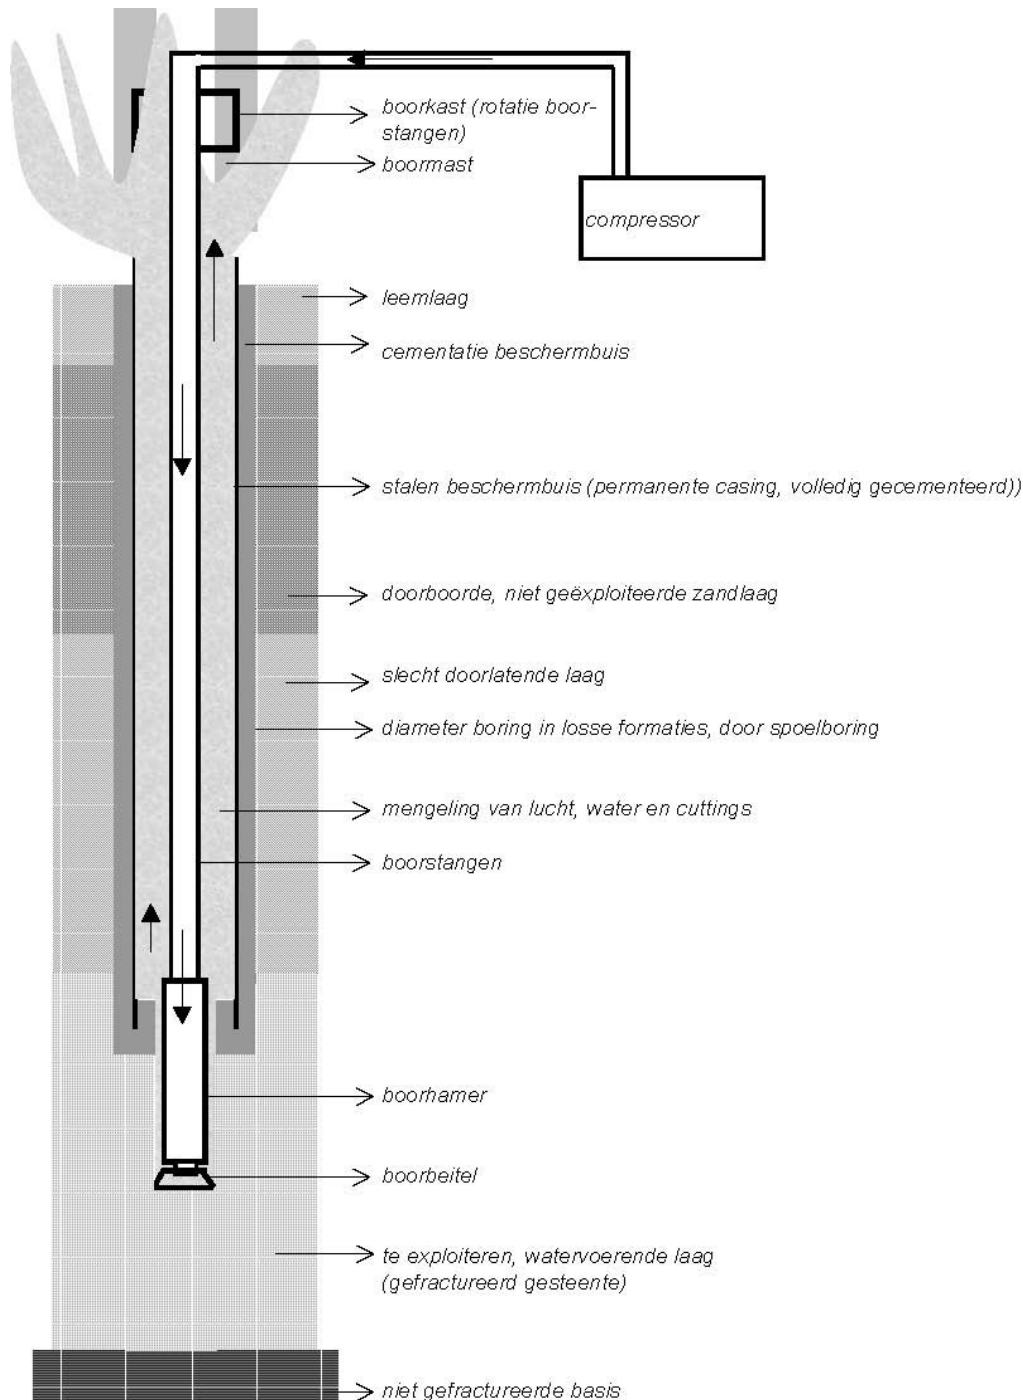 boorkast (rotatie boor-
stangen)
boormast
compressor
leemlaag
cementatie beschermbuis
stalen beschermbuis (permanente casing, volledig gecementeerd))
doorboorde, niet geëxploiteerde zandlaag
slecht doorlatende laag
diameter boring in losse formaties, door spoelboring
mengeling van lucht, water en cuttings
boorstangen
boorhamer
boorbeitel
te exploiteren, watervoerende laag
(gefractureerd gesteente)
niet gefractureerde basis